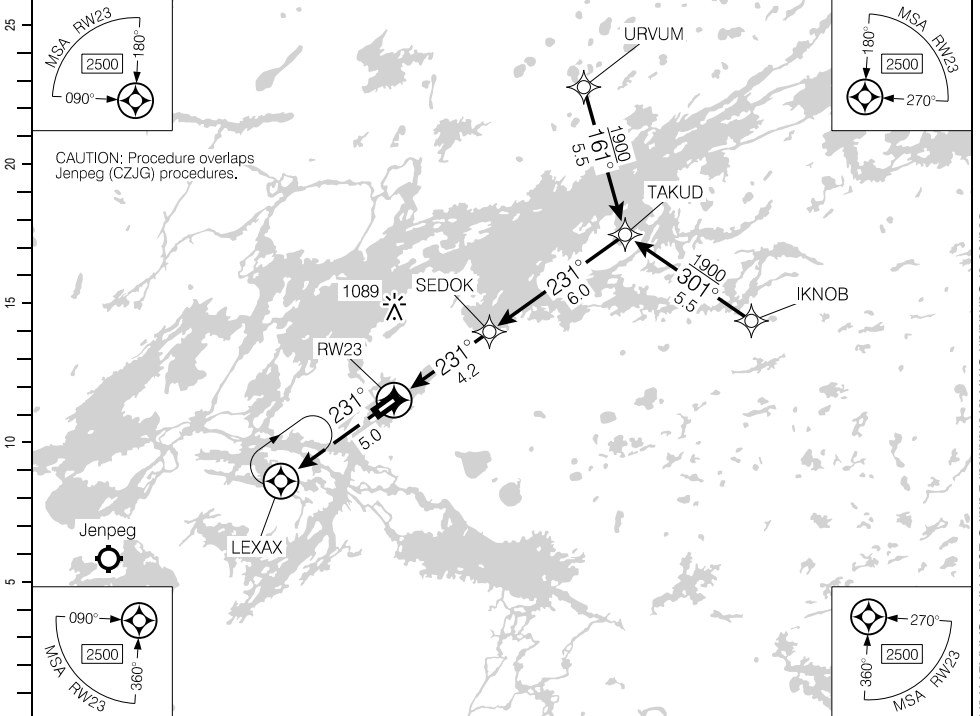 25
20
15
10
5
MSA RW23
2500
180°
090°
MSA RW23
2500
180°
270°
CAUTION: Procedure overlaps
Jenpeg (CZJG) procedures.
URVUM
1900
161°
5.5
TAKUD
1900
301°
5.5
IKNOB
231°
6.0
SEDOK
1089
231°
4.2
RW23
231°
5.0
LEXAX
Jenpeg
090°
2500
360°
MSA RW23
270°
2500
360°
MSA RW23